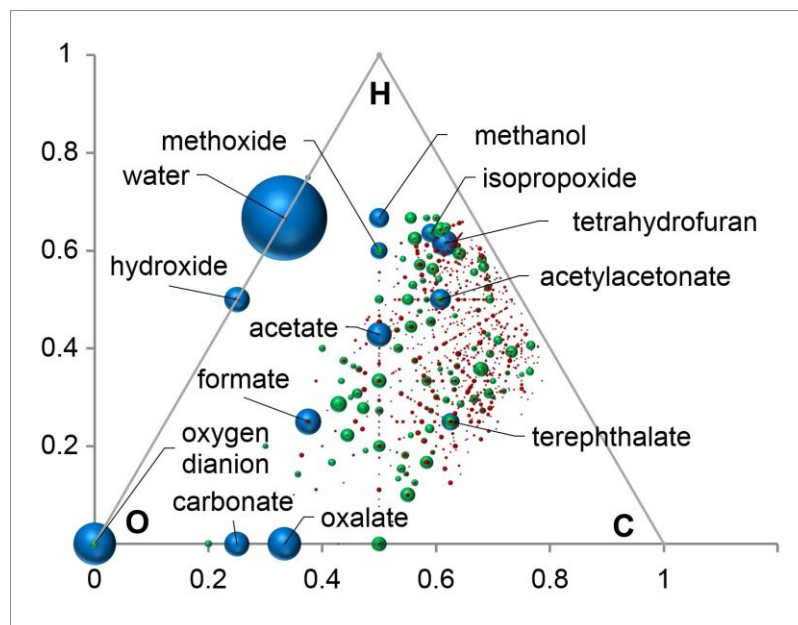 1
H
methoxide
methanol
0.8
water
isopropoxide
tetrahydrofuran
hydroxide
0.6
acetylacetonate
acetate
0.4
formate
oxygen
dianion
0.2
terephthalate
carbonate
oxalate
O
C
0
0
0.2
0.4
0.6
0.8
1